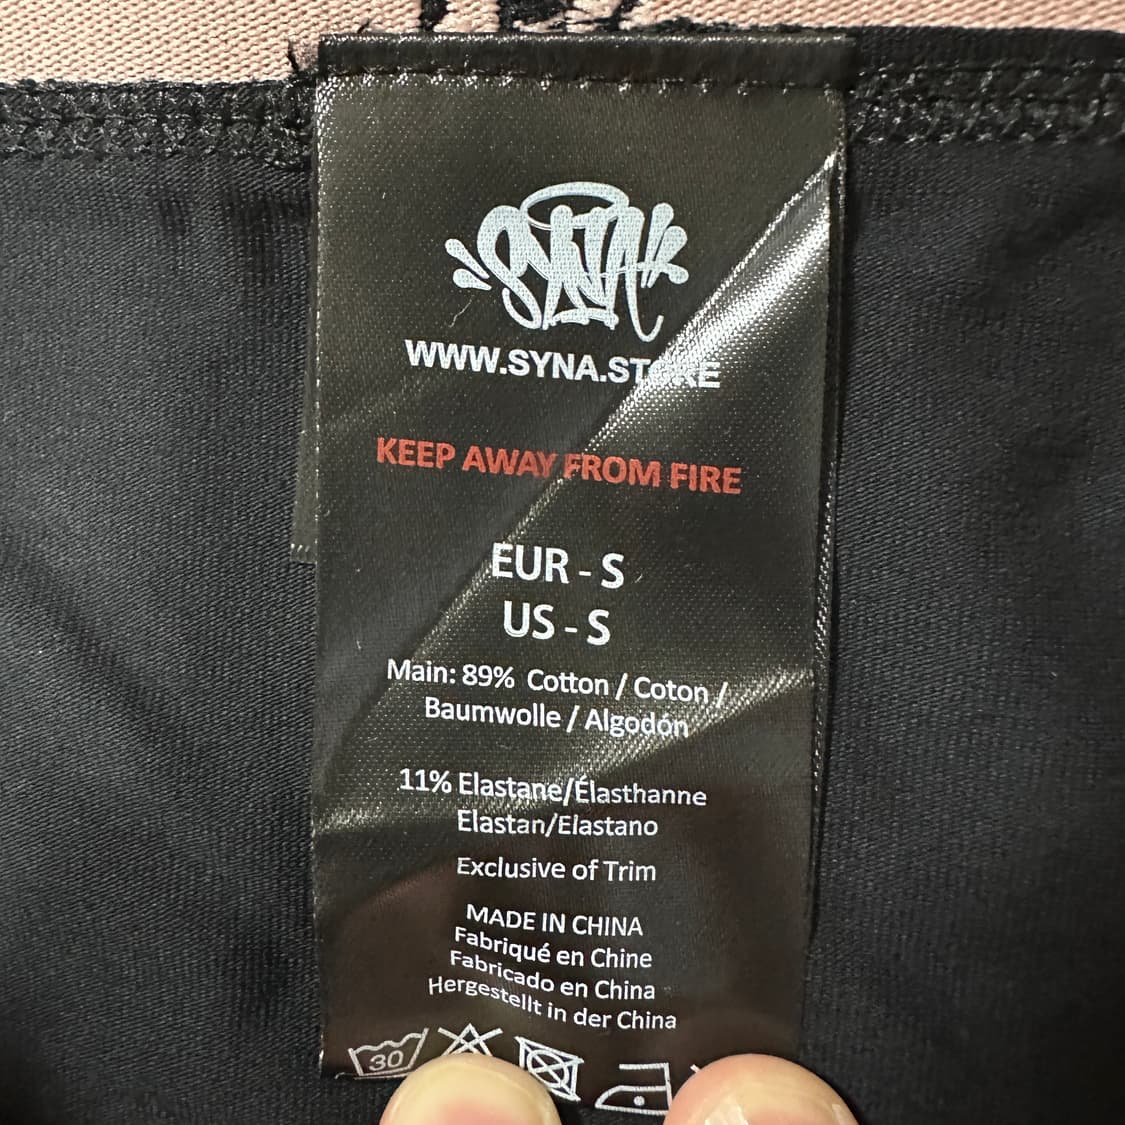 SYNA
WWW.SYNA.STORE
KEEP AWAY FROM FIRE
EUR - S
US - S
Main: 89% Cotton / Coton /
Baumwolle / Algodón
11% Elastane/Élasthanne
Elastan/Elastano
Exclusive of Trim
MADE IN CHINA
Fabriqué en Chine
Fabricado en China
Hergestellt in der China
30